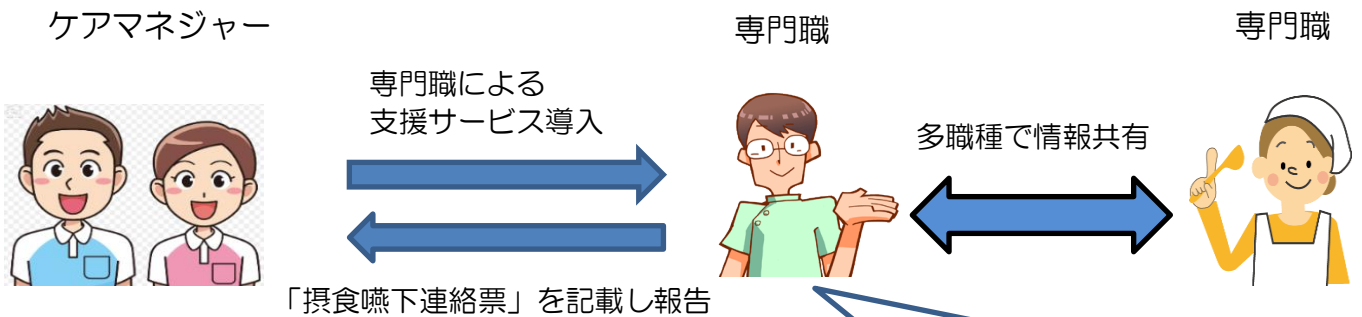 ケアマネジャー
専門職
専門職
専門職による
支援サービス導入
多職種で情報共有
「摂食嚥下連絡票」を記載し報告